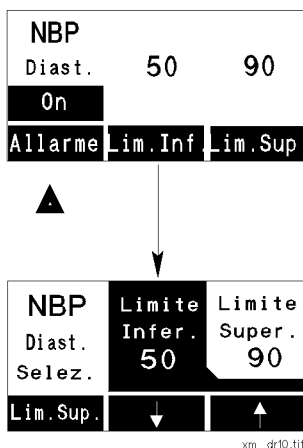 NBP
Diast. 50 90
On
Allarme Lim.Inf. Lim.Sup
NBP Limite Limite
Diast. Infer. Super.
Selez. 50 90
Lim.Sup.
xm_dr10.tif